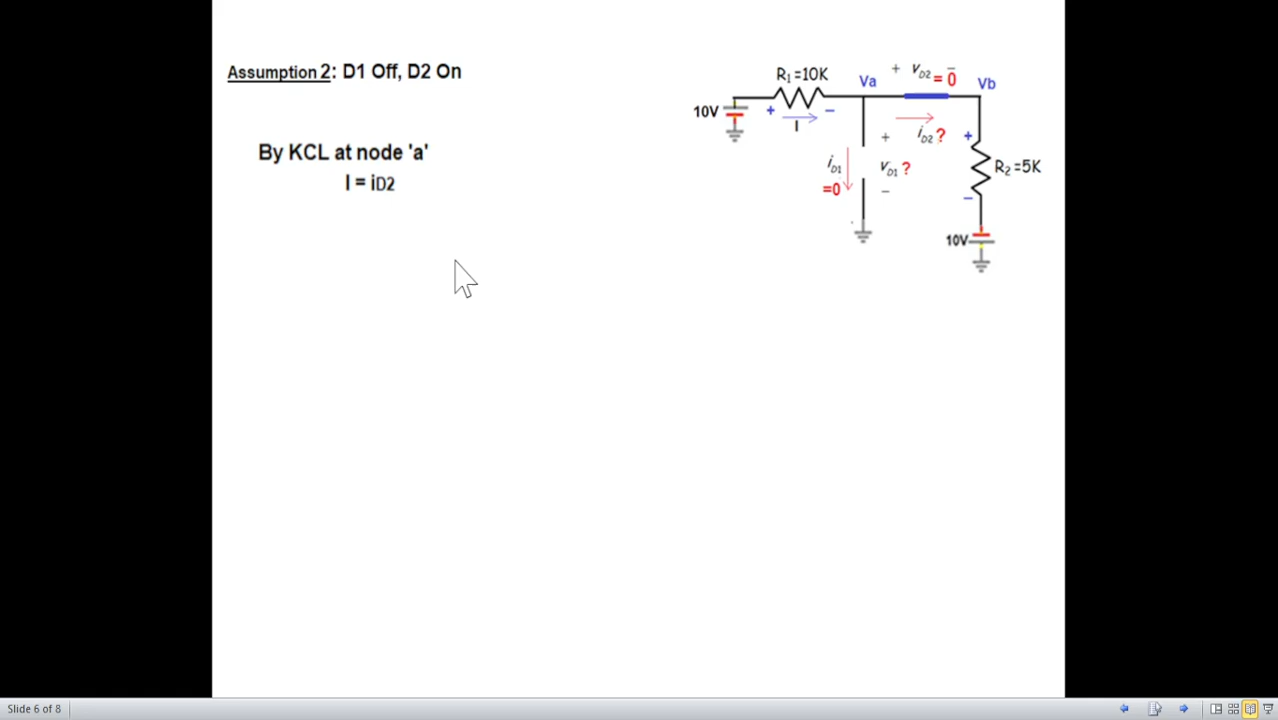 Assumption 2: D1 Off, D2 On
By KCL at node 'a'
I = iD2
R1 =10K
10V
+
–
I
Va
+ vD2 = 0 –
Vb
iD2 ?
iD1
=0
+
vD1 ?
–
+
R2 =5K
–
10V
Slide 6 of 8